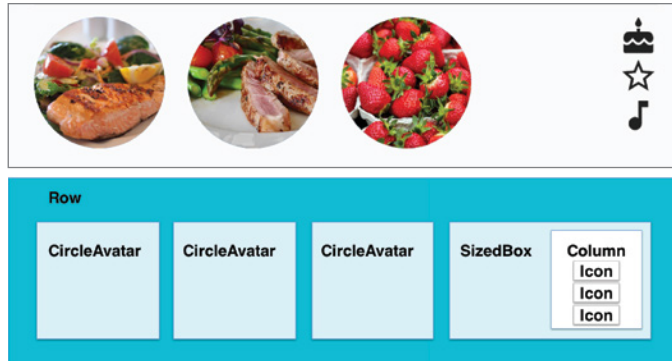 Row
CircleAvatar CircleAvatar CircleAvatar SizedBox Column
Icon
Icon
Icon